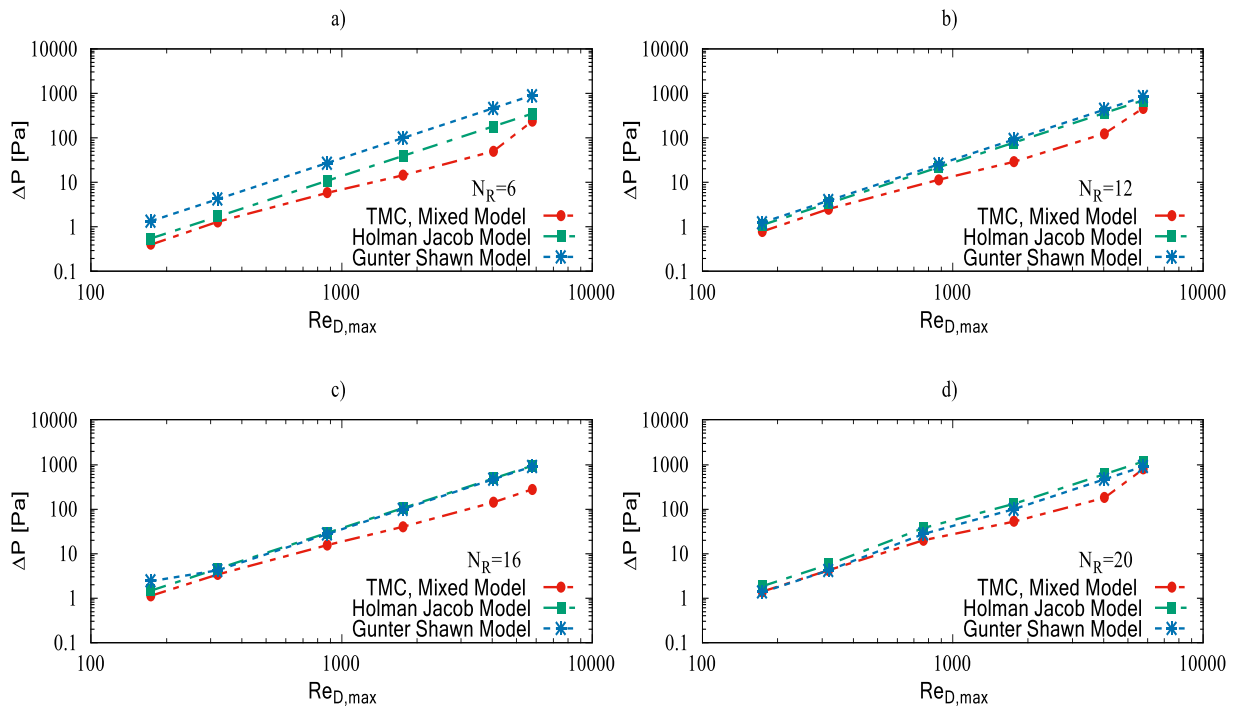 a)
ΔP [Pa]
10000
1000
100
10
1
0.1
N_R=6
TMC, Mixed Model
Holman Jacob Model
Gunter Shawn Model
100 1000 10000
Re_D,max
b)
ΔP [Pa]
10000
1000
100
10
1
0.1
N_R=12
TMC, Mixed Model
Holman Jacob Model
Gunter Shawn Model
100 1000 10000
Re_D,max
c)
ΔP [Pa]
10000
1000
100
10
1
0.1
N_R=16
TMC, Mixed Model
Holman Jacob Model
Gunter Shawn Model
100 1000 10000
Re_D,max
d)
ΔP [Pa]
10000
1000
100
10
1
0.1
N_R=20
TMC, Mixed Model
Holman Jacob Model
Gunter Shawn Model
100 1000 10000
Re_D,max